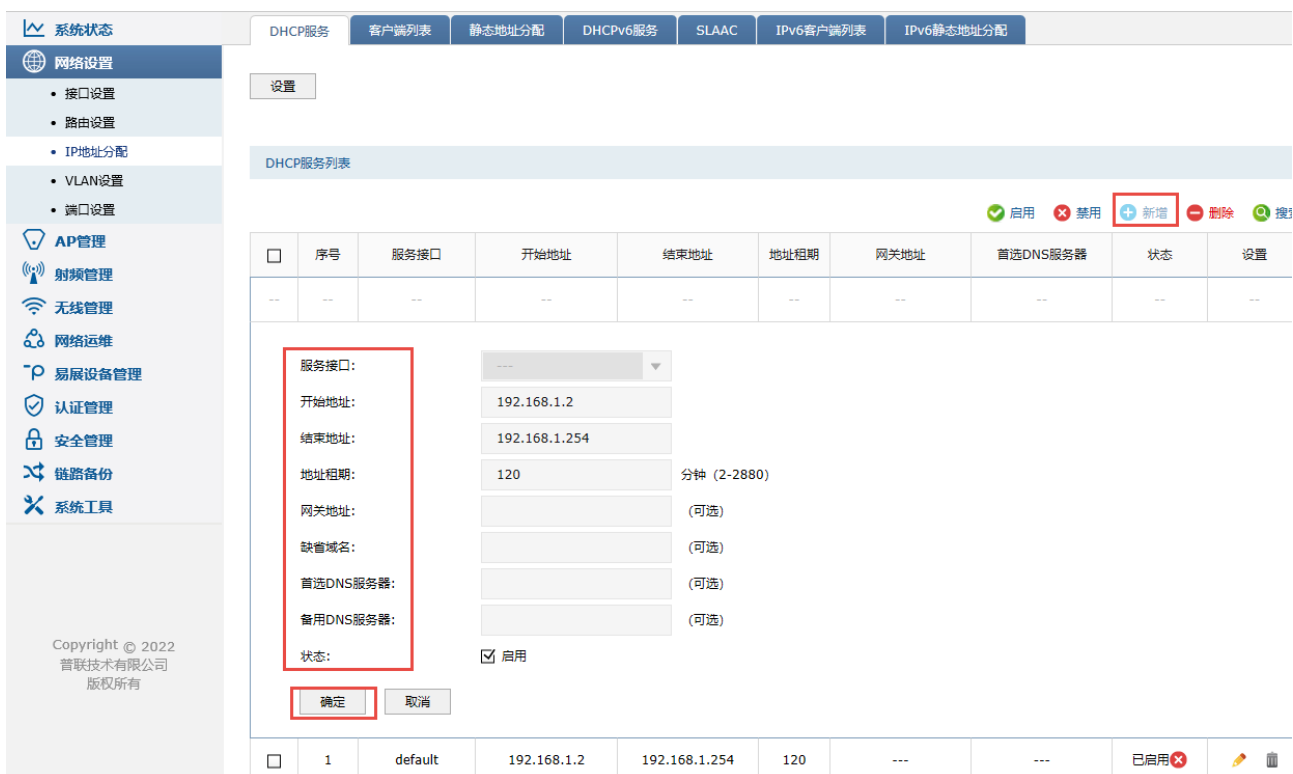 系统状态
网络设置
• 接口设置
• 路由设置
• IP地址分配
• VLAN设置
• 端口设置
AP管理
射频管理
无线管理
网络运维
易展设备管理
认证管理
安全管理
链路备份
系统工具
Copyright © 2022
普联技术有限公司
版权所有
DHCP服务 客户端列表 静态地址分配 DHCPv6服务 SLAAC IPv6客户端列表 IPv6静态地址分配
设置
DHCP服务列表
启用 禁用 新增 删除 搜
序号 服务接口 开始地址 结束地址 地址租期 网关地址 首选DNS服务器 状态 设置
-- -- -- -- -- -- -- -- -- --
服务接口: ---
开始地址: 192.168.1.2
结束地址: 192.168.1.254
地址租期: 120 分钟 (2-2880)
网关地址: (可选)
缺省域名: (可选)
首选DNS服务器: (可选)
备用DNS服务器: (可选)
状态: 启用
确定 取消
1 default 192.168.1.2 192.168.1.254 120 --- --- 已启用